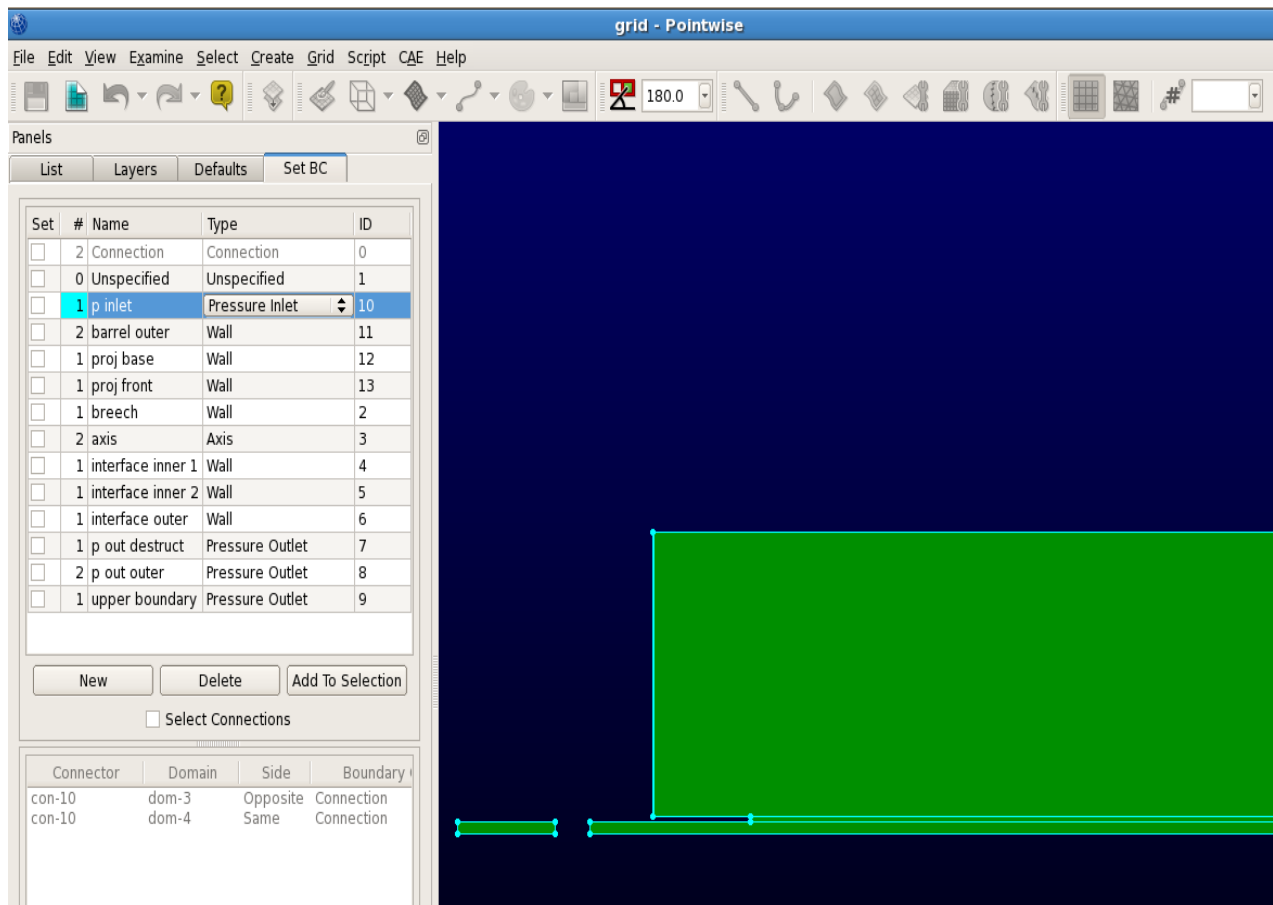 grid - Pointwise
File Edit View Examine Select Create Grid Script CAE Help
180.0
Panels
List Layers Defaults Set BC
Set # Name Type ID
2 Connection Connection 0
0 Unspecified Unspecified 1
1 p inlet Pressure Inlet 10
2 barrel outer Wall 11
1 proj base Wall 12
1 proj front Wall 13
1 breech Wall 2
2 axis Axis 3
1 interface inner 1 Wall 4
1 interface inner 2 Wall 5
1 interface outer Wall 6
1 p out destruct Pressure Outlet 7
2 p out outer Pressure Outlet 8
1 upper boundary Pressure Outlet 9
New Delete Add To Selection
Select Connections
Connector Domain Side Boundary
con-10 dom-3 Opposite Connection
con-10 dom-4 Same Connection